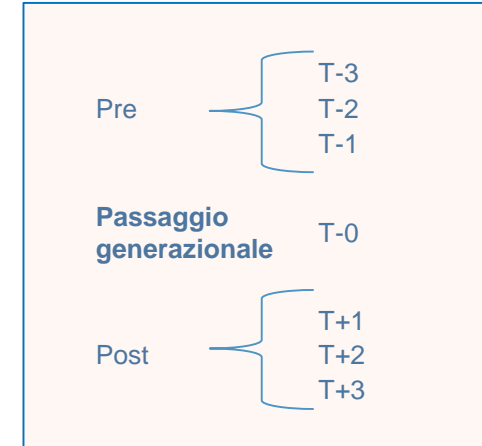 T-3
Pre T-2
T-1
Passaggio
generazionale T-0
T+1
Post T+2
T+3